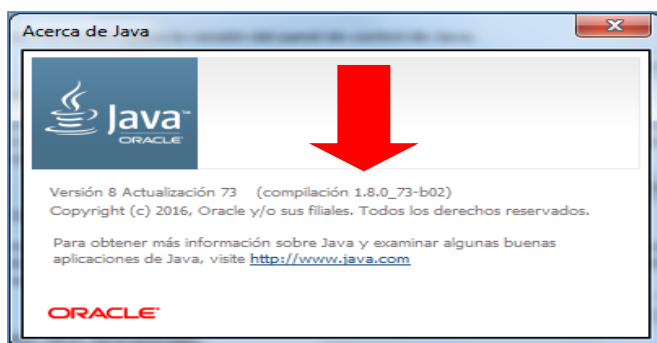 Acerca de Java
Java™
ORACLE
Versión 8 Actualización 73 (compilación 1.8.0_73-b02)
Copyright (c) 2016, Oracle y/o sus filiales. Todos los derechos reservados.
Para obtener más información sobre Java y examinar algunas buenas
aplicaciones de Java, visite http://www.java.com
ORACLE